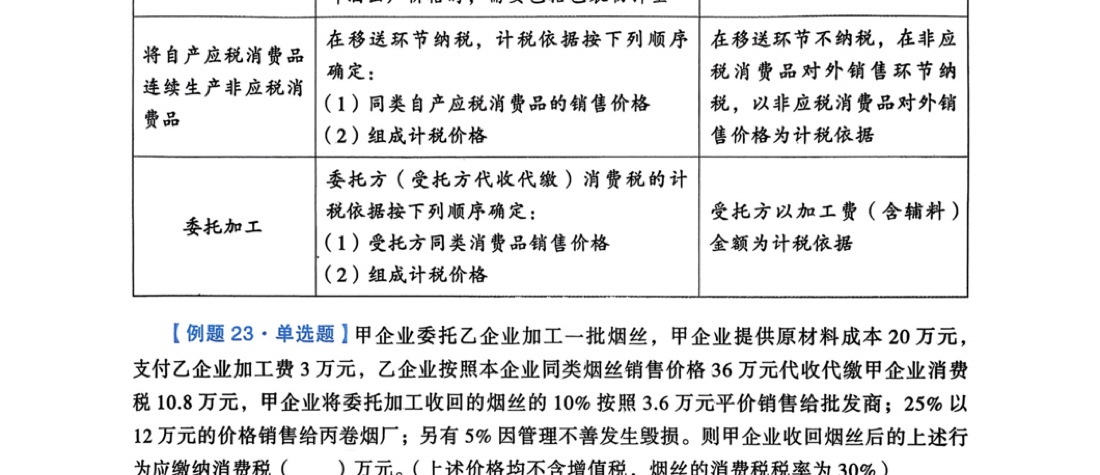 将自产应税消费品
连续生产非应税消
费品
在移送环节纳税，计税依据按下列顺序
确定：
（1）同类自产应税消费品的销售价格
（2）组成计税价格
在移送环节不纳税，在非应
税消费品对外销售环节纳
税，以非应税消费品对外销
售价格为计税依据
委托加工
委托方（受托方代收代缴）消费税的计
税依据按下列顺序确定：
（1）受托方同类消费品销售价格
（2）组成计税价格
受托方以加工费（含辅料）
金额为计税依据
【例题 23·单选题】甲企业委托乙企业加工一批烟丝，甲企业提供原材料成本 20 万元，
支付乙企业加工费 3 万元，乙企业按照本企业同类烟丝销售价格 36 万元代收代缴甲企业消费
税 10.8 万元，甲企业将委托加工收回的烟丝的 10% 按照 3.6 万元平价销售给批发商；25% 以
12 万元的价格销售给丙卷烟厂；另有 5% 因管理不善发生毁损。则甲企业收回烟丝后的上述行
为应缴纳消费税（　　）万元。（上述价格均不含增值税，烟丝的消费税税率为 30%）